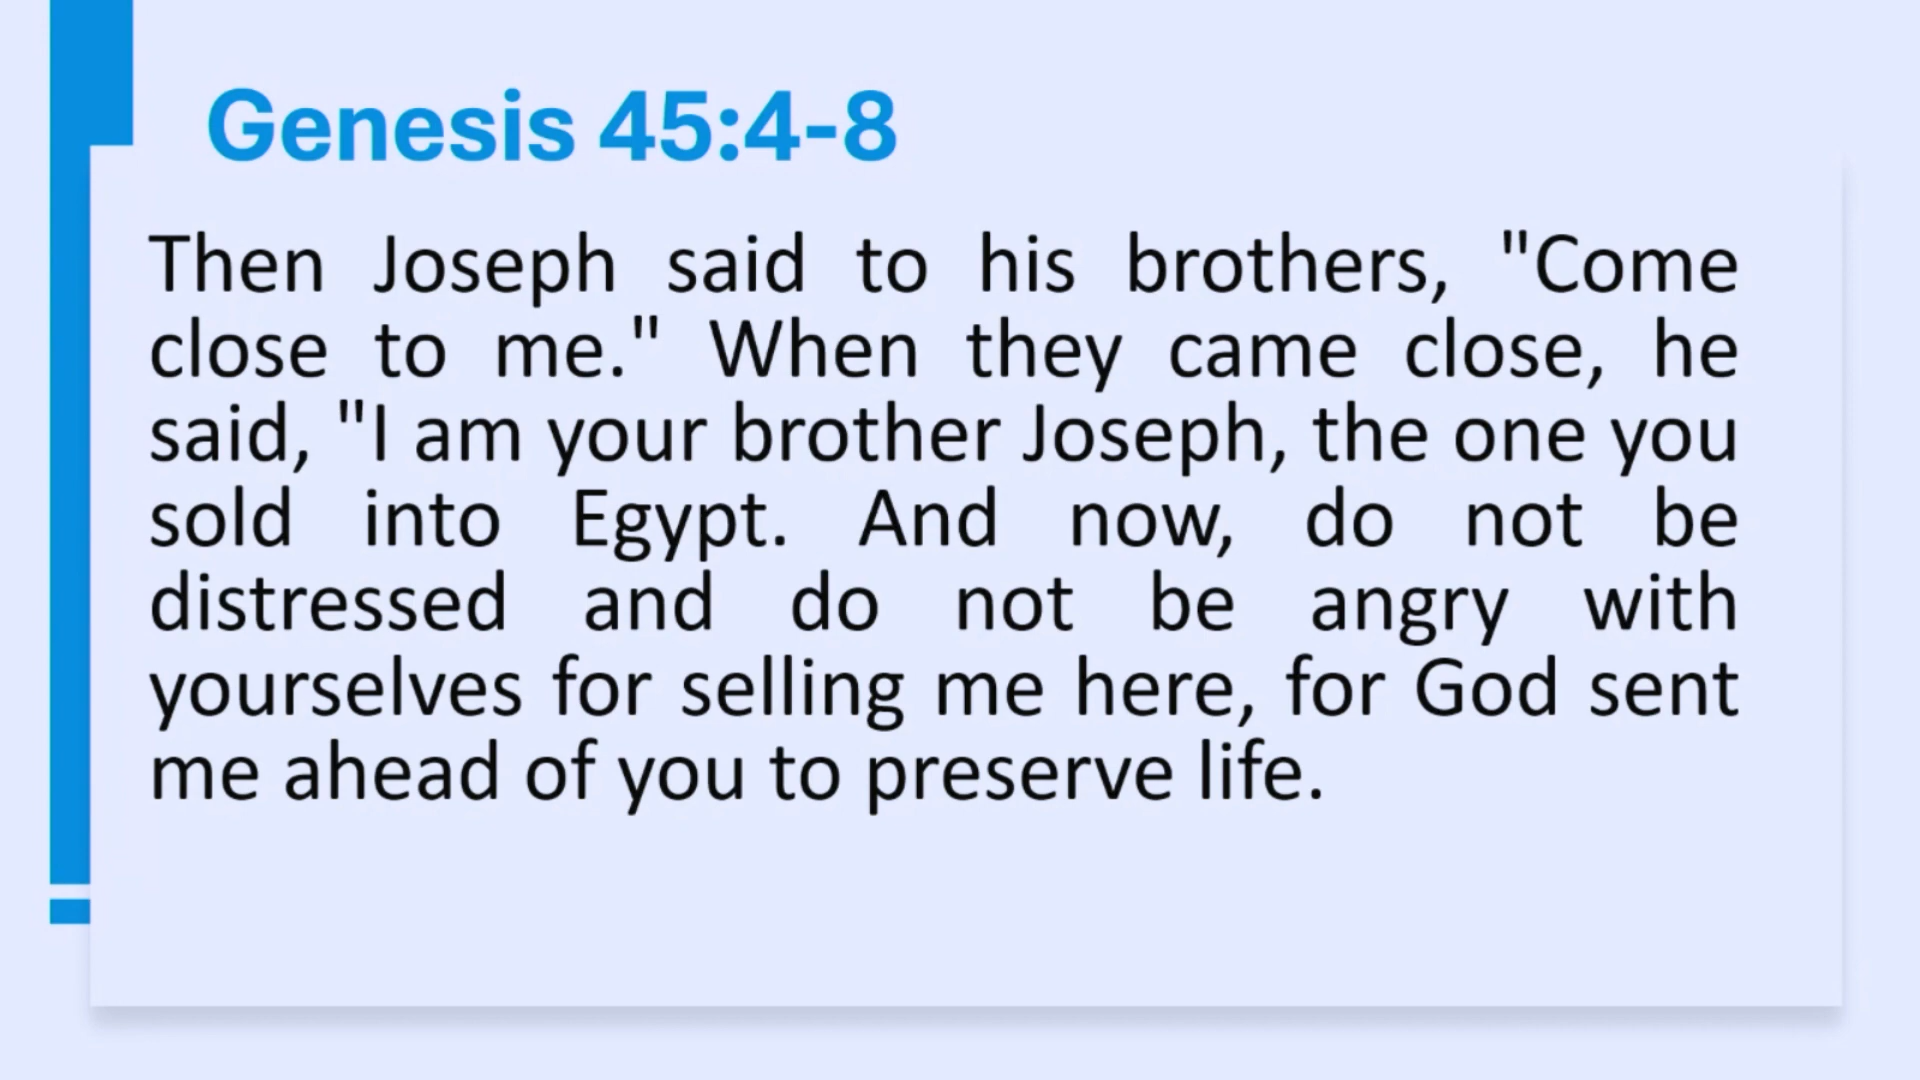 Genesis 45:4-8
Then Joseph said to his brothers, "Come
close to me." When they came close, he
said, "I am your brother Joseph, the one you
sold into Egypt. And now, do not be
distressed and do not be angry with
yourselves for selling me here, for God sent
me ahead of you to preserve life.